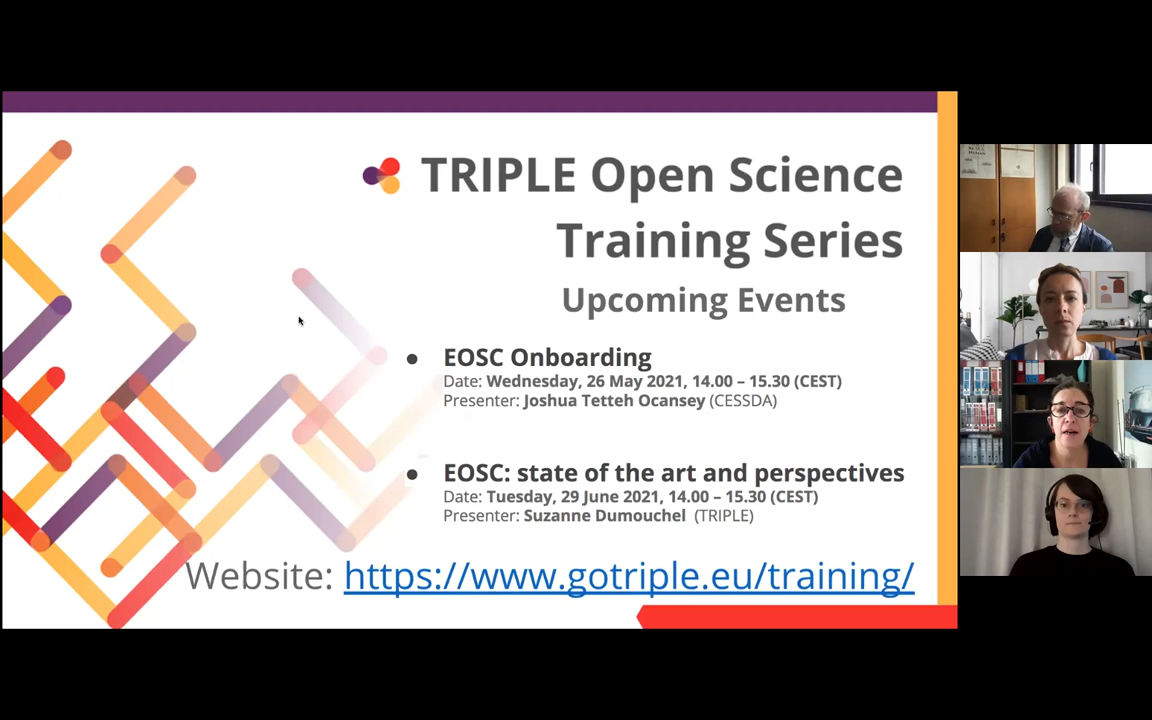 TRIPLE Open Science
Training Series
Upcoming Events
● EOSC Onboarding
Date: Wednesday, 26 May 2021, 14.00 – 15.30 (CEST)
Presenter: Joshua Tetteh Ocansey (CESSDA)
● EOSC: state of the art and perspectives
Date: Tuesday, 29 June 2021, 14.00 – 15.30 (CEST)
Presenter: Suzanne Dumouchel (TRIPLE)
Website: https://www.gotriple.eu/training/